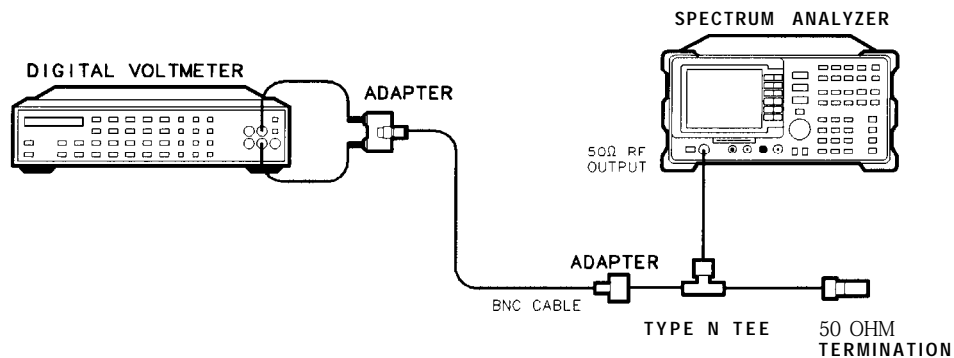 SPECTRUM ANALYZER
DIGITAL VOLTMETER
ADAPTER
50Ω RF
OUTPUT
ADAPTER
BNC CABLE
TYPE N TEE
50 OHM
TERMINATION